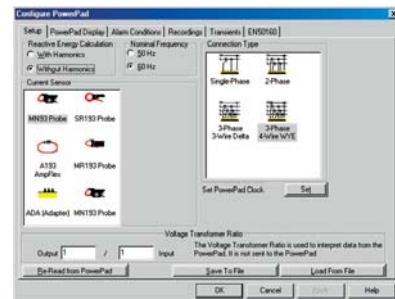 Configure PowerPad
Setup | PowerPad Display | Alarm Conditions | Recordings | Transients | EN50160
Reactive Energy Calculation
With Harmonics
Without Harmonics
Nominal Frequency
50 Hz
60 Hz
Connection Type
Single-Phase
2-Phase
3-Phase
3-Wire Delta
3-Phase
4-Wire WYE
Current Sensor
MN93 Probe
SR193 Probe
A193
AmpFlex
MR193 Probe
ADA (Adapter)
MN193 Probe
Set PowerPad Clock
Set
Voltage Transformer Ratio
Output 1 / 1 Input
The Voltage Transformer Ratio is used to interpret data from the
PowerPad. It is not sent to the PowerPad
Re-Read from PowerPad
Save To File
Load From File
OK
Cancel
Apply
Help